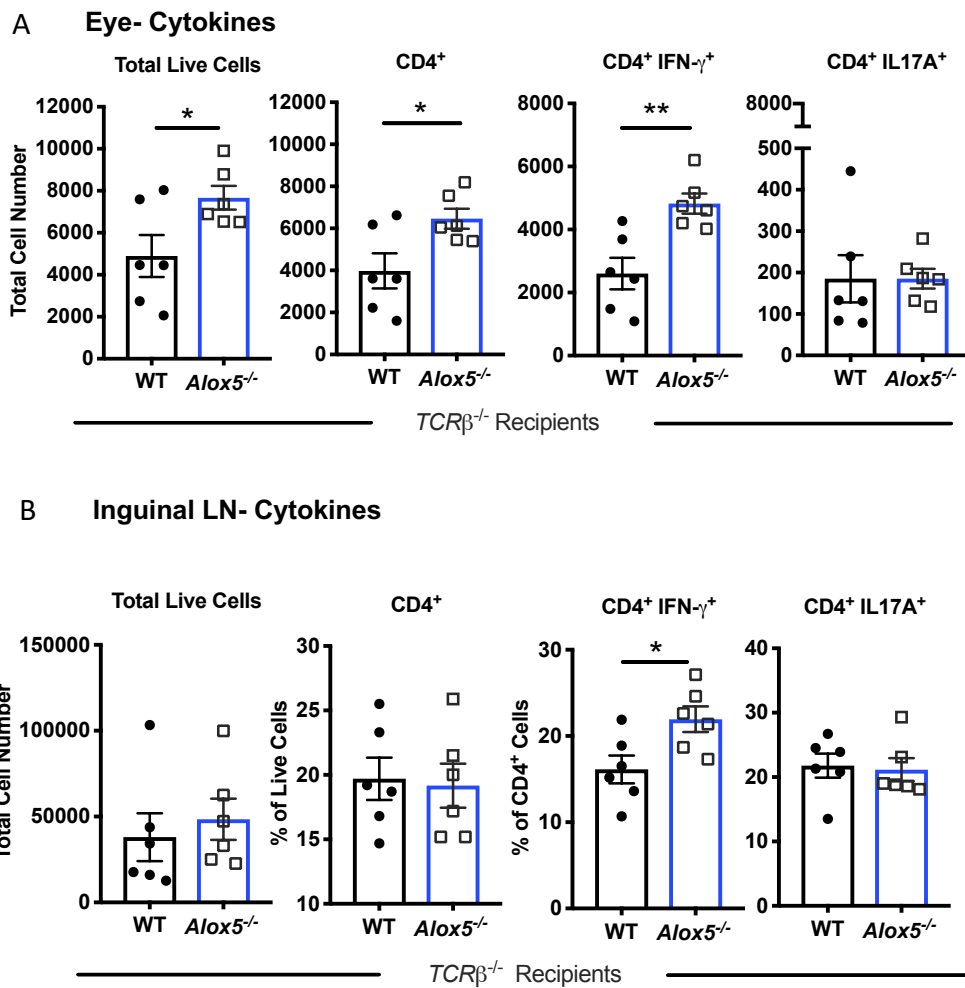 A Eye- Cytokines
Total Live Cells
CD4+
CD4+ IFN-γ+
CD4+ IL17A+
Total Cell Number
12000
10000
8000
6000
4000
2000
0
*
WT Alox5-/-
12000
10000
8000
6000
4000
2000
0
*
WT Alox5-/-
8000
6000
4000
2000
0
**
WT Alox5-/-
8000
500
400
300
200
100
0
WT Alox5-/-
TCRβ-/- Recipients
B Inguinal LN- Cytokines
Total Live Cells
CD4+
CD4+ IFN-γ+
CD4+ IL17A+
Total Cell Number
150000
100000
50000
0
WT Alox5-/-
% of Live Cells
30
25
20
15
10
WT Alox5-/-
% of CD4+ Cells
30
20
10
0
*
WT Alox5-/-
40
30
20
10
0
WT Alox5-/-
TCRβ-/- Recipients